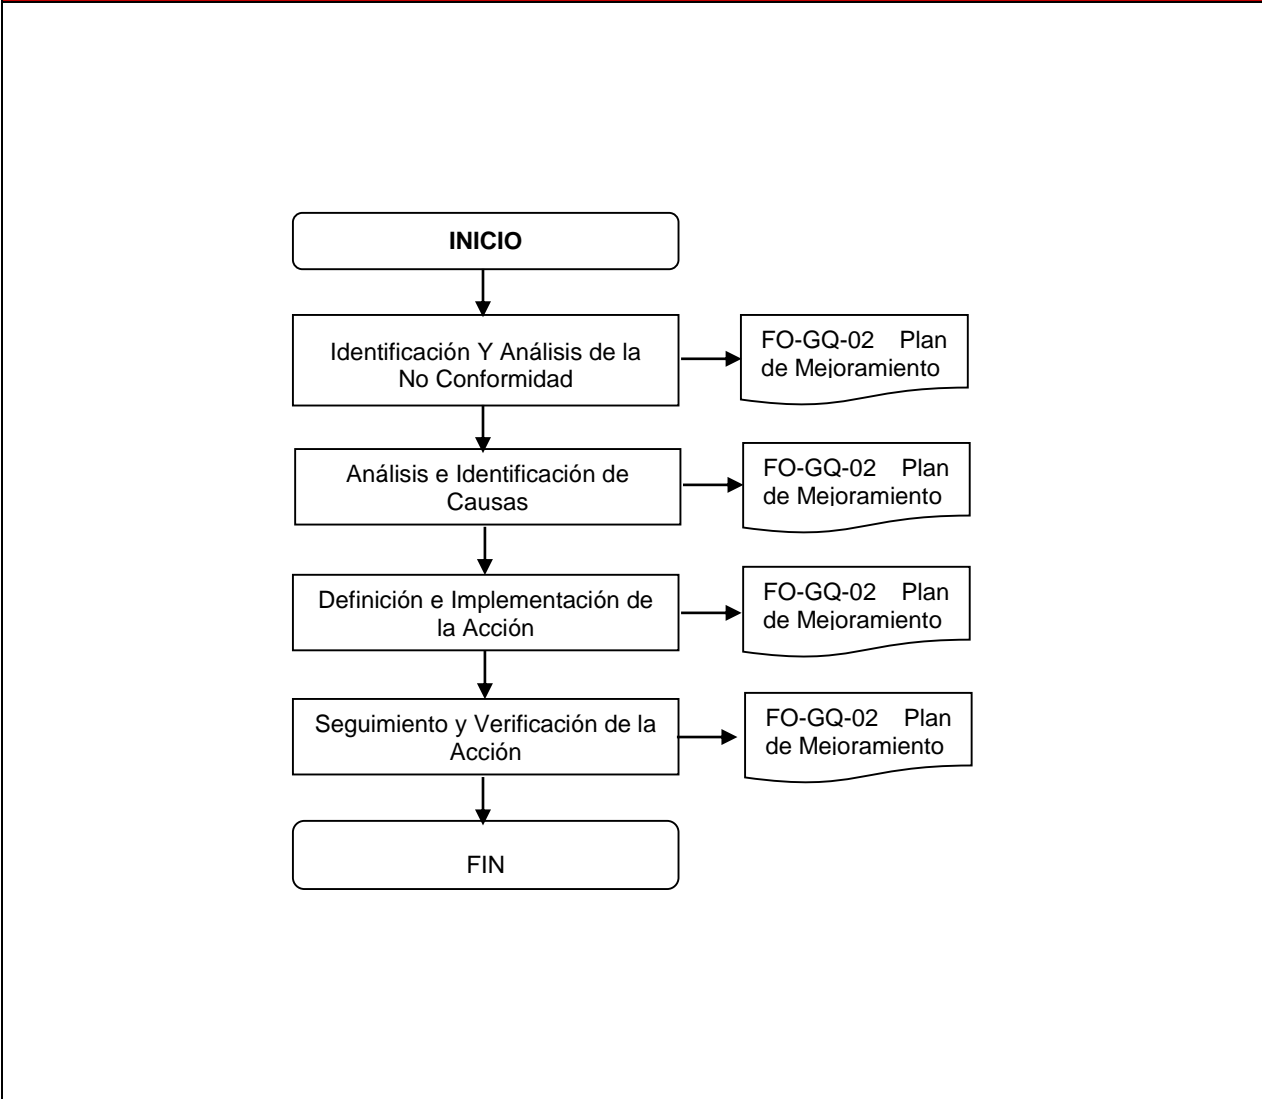 INICIO
Identificación Y Análisis de la
No Conformidad
FO-GQ-02 Plan
de Mejoramiento
Análisis e Identificación de
Causas
FO-GQ-02 Plan
de Mejoramiento
Definición e Implementación de
la Acción
FO-GQ-02 Plan
de Mejoramiento
Seguimiento y Verificación de la
Acción
FO-GQ-02 Plan
de Mejoramiento
FIN